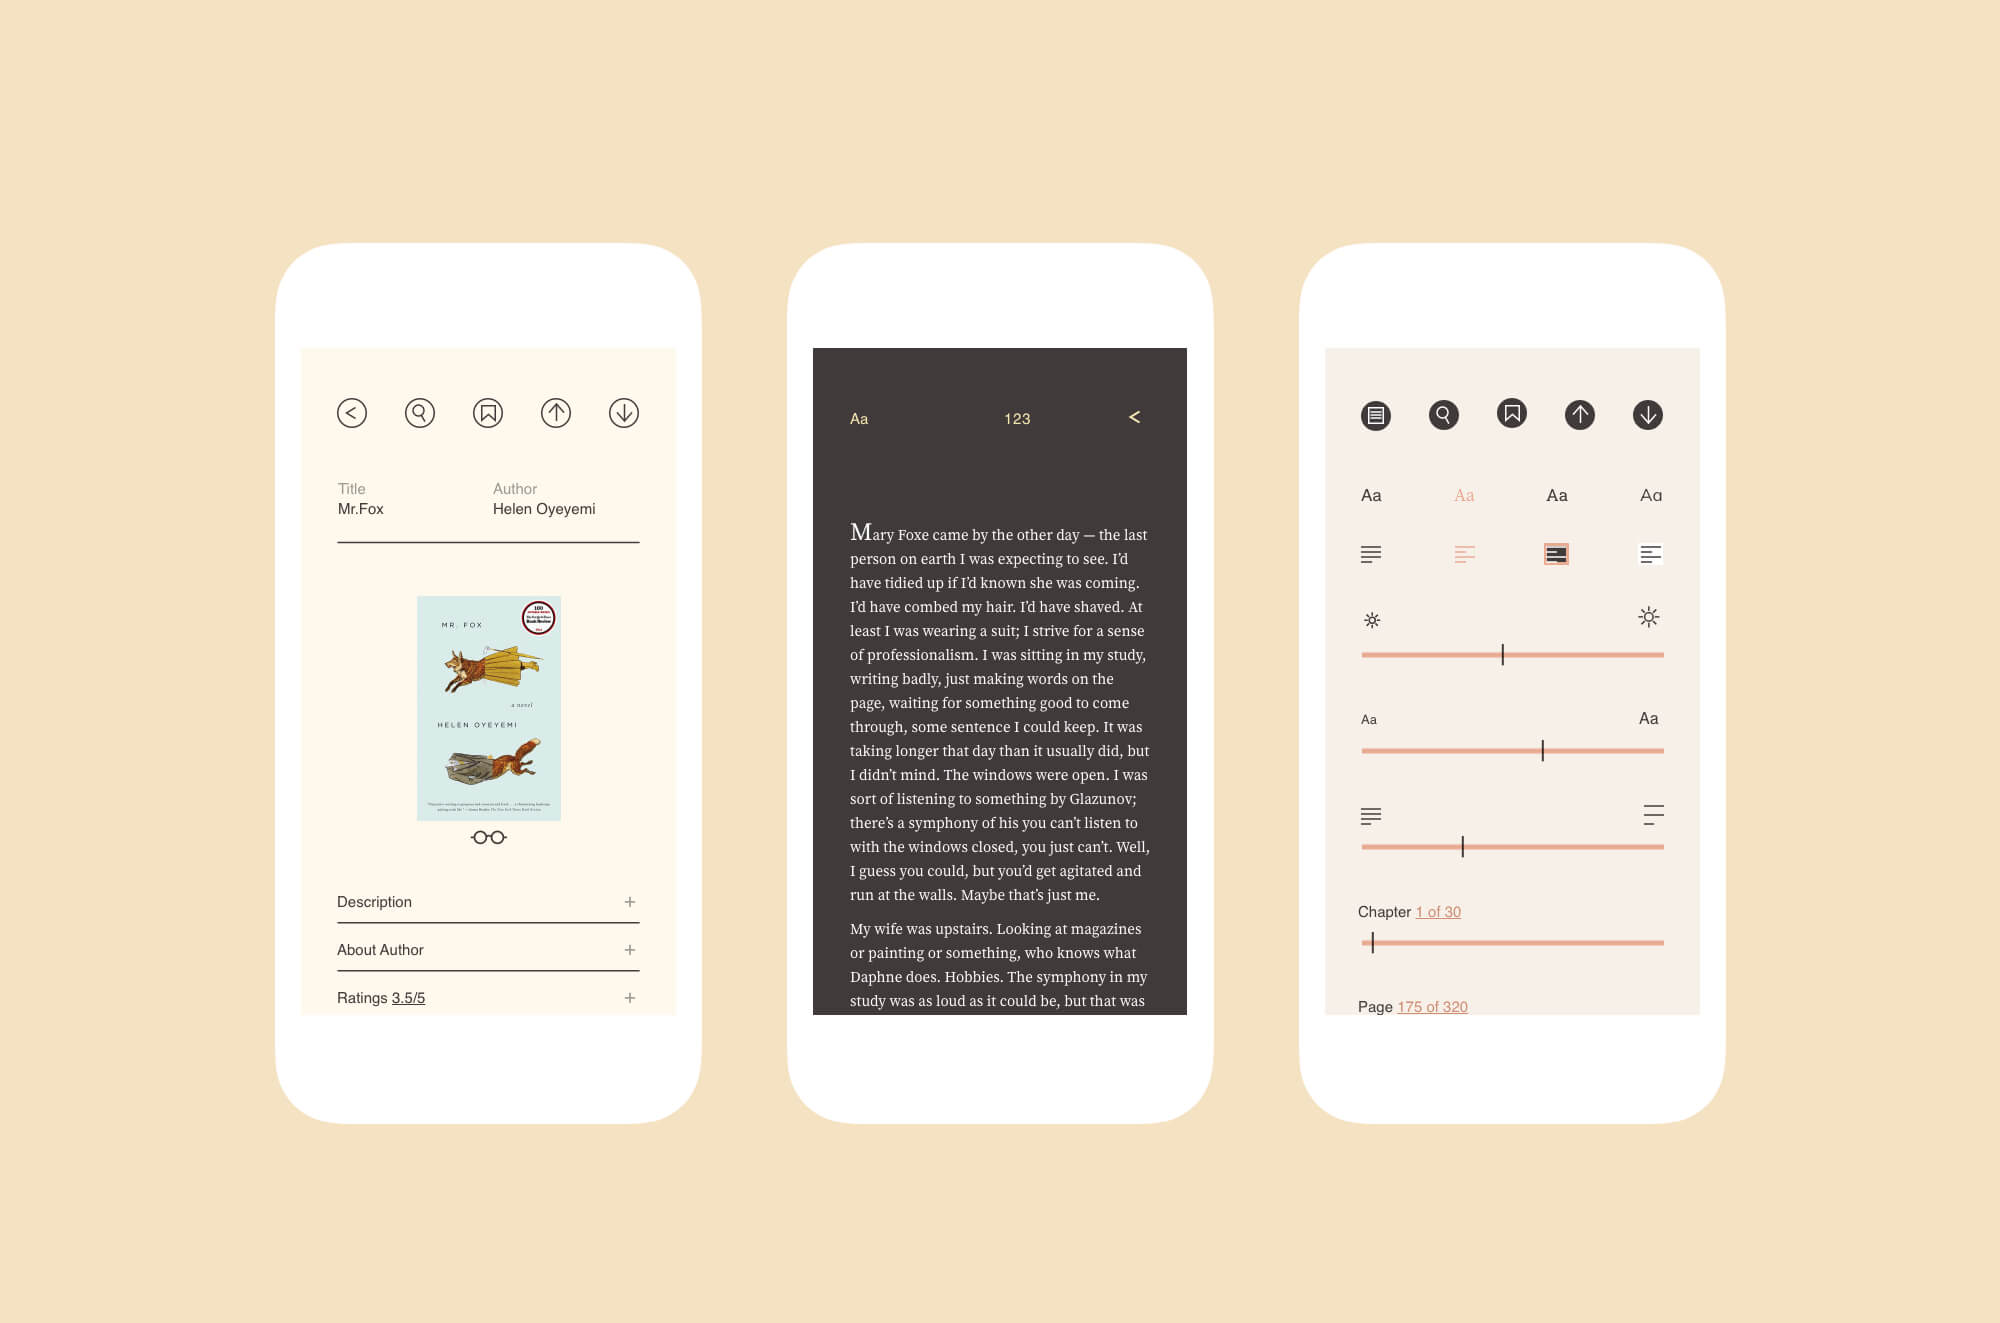 Title
Mr.Fox
Author
Helen Oyeyemi
MR. FOX
100
Book Review
a novel
HELEN OYEYEMI
Description +
About Author +
Ratings 3.5/5 +
Aa 123 <
Mary Foxe came by the other day — the last
person on earth I was expecting to see. I’d
have tidied up if I’d known she was coming.
I’d have combed my hair. I’d have shaved. At
least I was wearing a suit; I strive for a sense
of professionalism. I was sitting in my study,
writing badly, just making words on the
page, waiting for something good to come
through, some sentence I could keep. It was
taking longer that day than it usually did, but
I didn’t mind. The windows were open. I was
sort of listening to something by Glazunov;
there’s a symphony of his you can’t listen to
with the windows closed, you just can’t. Well,
I guess you could, but you’d get agitated and
run at the walls. Maybe that’s just me.
My wife was upstairs. Looking at magazines
or painting or something, who knows what
Daphne does. Hobbies. The symphony in my
study was as loud as it could be, but that was
Aa Aa Aa Aa
Aa Aa
Chapter 1 of 30
Page 175 of 320